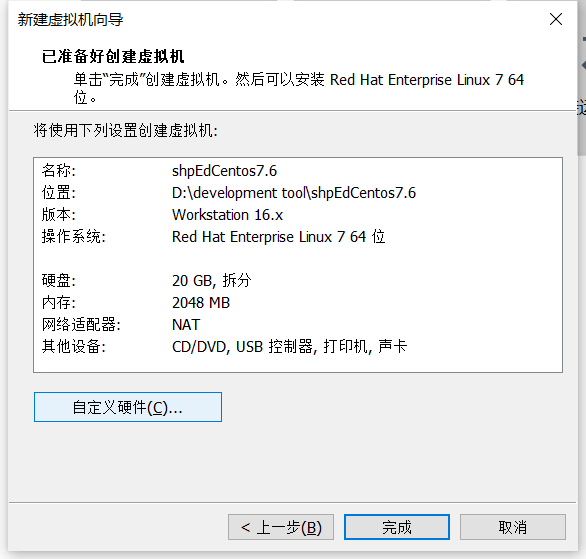 新建虚拟机向导
已准备好创建虚拟机
单击“完成”创建虚拟机。然后可以安装 Red Hat Enterprise Linux 7 64
位。
将使用下列设置创建虚拟机:
名称: shpEdCentos7.6
位置: D:\development tool\shpEdCentos7.6
版本: Workstation 16.x
操作系统: Red Hat Enterprise Linux 7 64 位
硬盘: 20 GB, 拆分
内存: 2048 MB
网络适配器: NAT
其他设备: CD/DVD, USB 控制器, 打印机, 声卡
自定义硬件(C)...
< 上一步(B) 完成 取消